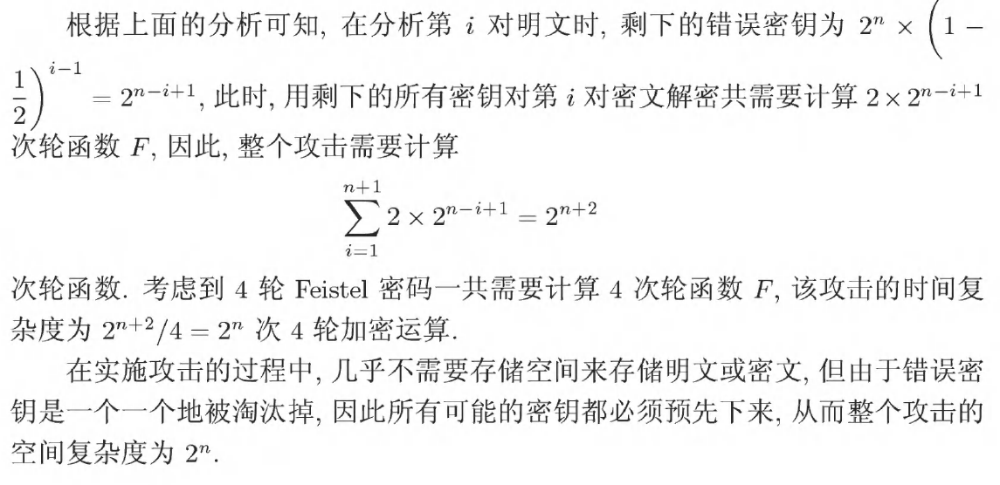 根据上面的分析可知, 在分析第 i 对明文时, 剩下的错误密钥为 2^n × (1 −
1/2)^{i−1} = 2^{n−i+1}, 此时, 用剩下的所有密钥对第 i 对密文解密共需要计算 2×2^{n−i+1}
次轮函数 F, 因此, 整个攻击需要计算
∑_{i=1}^{n+1} 2 × 2^{n−i+1} = 2^{n+2}
次轮函数. 考虑到 4 轮 Feistel 密码一共需要计算 4 次轮函数 F, 该攻击的时间复
杂度为 2^{n+2}/4 = 2^n 次 4 轮加密运算.
在实施攻击的过程中, 几乎不需要存储空间来存储明文或密文, 但由于错误密
钥是一个一个地被淘汰掉, 因此所有可能的密钥都必须预先下来, 从而整个攻击的
空间复杂度为 2^n.